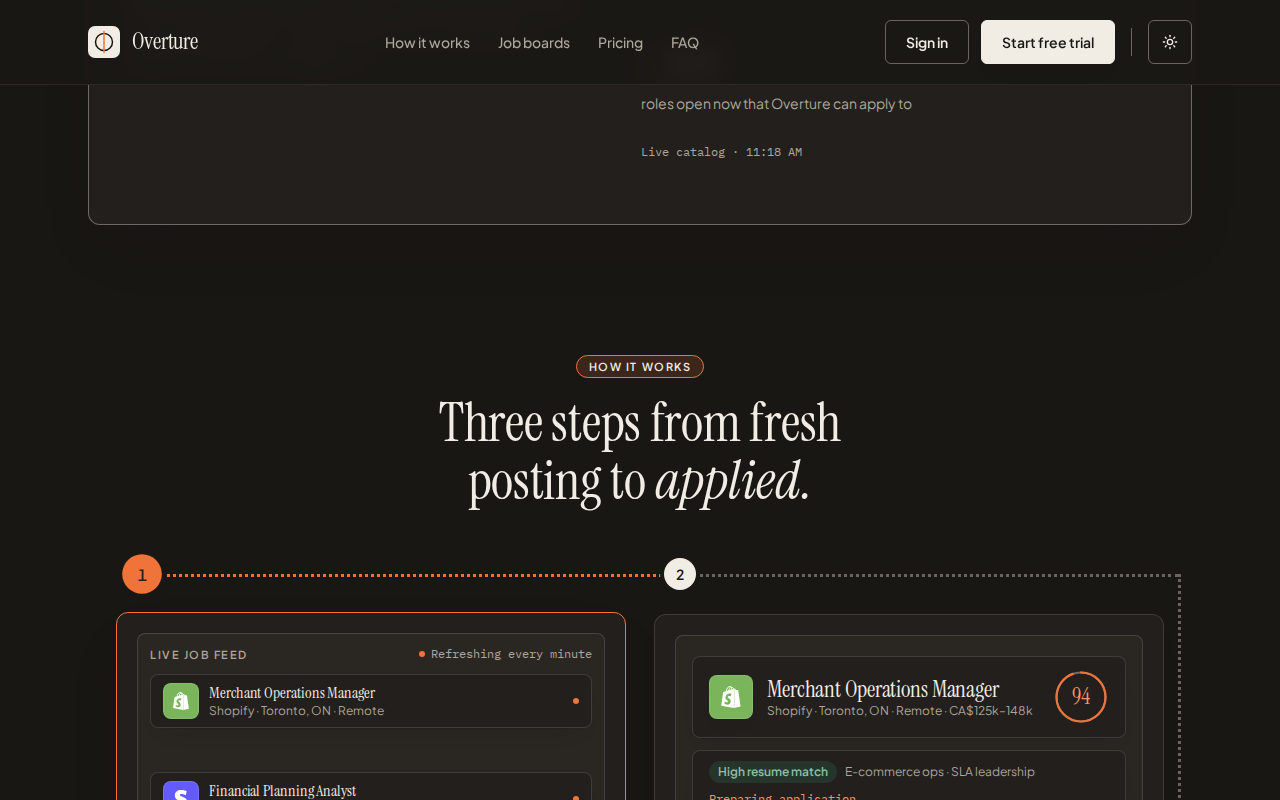 Overture
How it works
Job boards
Pricing
FAQ
Sign in
Start free trial
roles open now that Overture can apply to
Live catalog · 11:18 AM
HOW IT WORKS
Three steps from fresh
posting to applied.
1
2
LIVE JOB FEED
Refreshing every minute
Merchant Operations Manager
Shopify · Toronto, ON · Remote
Financial Planning Analyst
Merchant Operations Manager
Shopify · Toronto, ON · Remote · CA$125k–148k
94
High resume match
E-commerce ops · SLA leadership
Preparing application